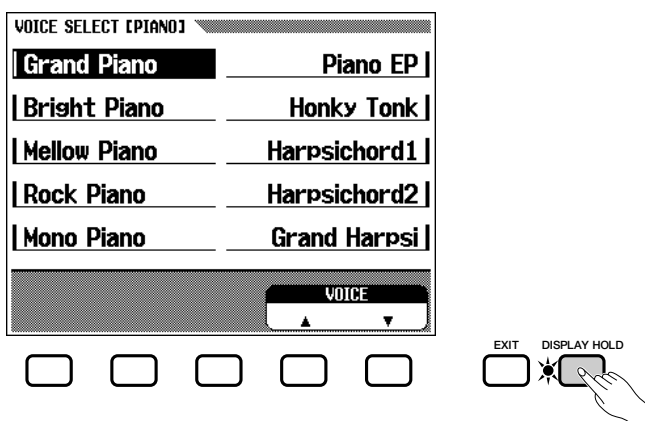 VOICE SELECT [PIANO]
Grand Piano Piano EP
Bright Piano Honky Tonk
Mellow Piano Harpsichord1
Rock Piano Harpsichord2
Mono Piano Grand Harpsi
VOICE
▲ ▼
EXIT DISPLAY HOLD